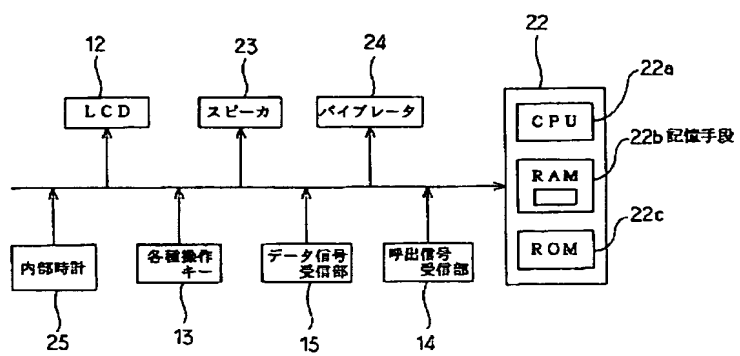 12
23
24
22
LCD
スピーカ
バイブレータ
22a
CPU
22b 記憶手段
RAM
22c
ROM
内部時計
各種操作
キー
データ信号
受信部
呼出信号
受信部
25
13
15
14